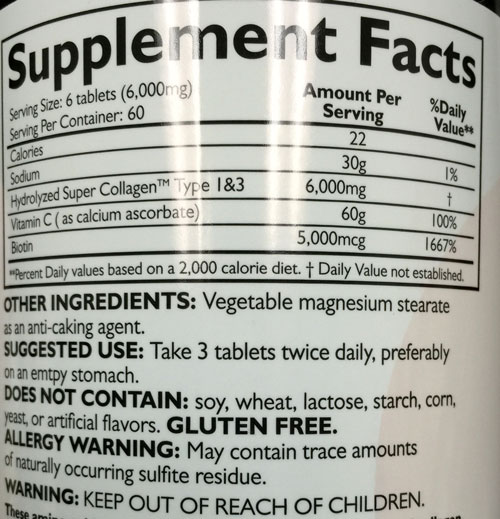 Supplement Facts
Serving Size: 6 tablets (6,000mg)
Serving Per Container: 60
Amount Per Serving %Daily Value**
Calories 22
Sodium 30g 1%
Hydrolyzed Super Collagen™ Type 1&3 6,000mg †
Vitamin C ( as calcium ascorbate) 60g 100%
Biotin 5,000mcg 1667%
**Percent Daily values based on a 2,000 calorie diet. † Daily Value not established.
OTHER INGREDIENTS: Vegetable magnesium stearate
as an anti-caking agent.
SUGGESTED USE: Take 3 tablets twice daily, preferably
on an emtpy stomach.
DOES NOT CONTAIN: soy, wheat, lactose, starch, corn,
yeast, or artificial flavors. GLUTEN FREE.
ALLERGY WARNING: May contain trace amounts
of naturally occurring sulfite residue.
WARNING: KEEP OUT OF REACH OF CHILDREN.
These